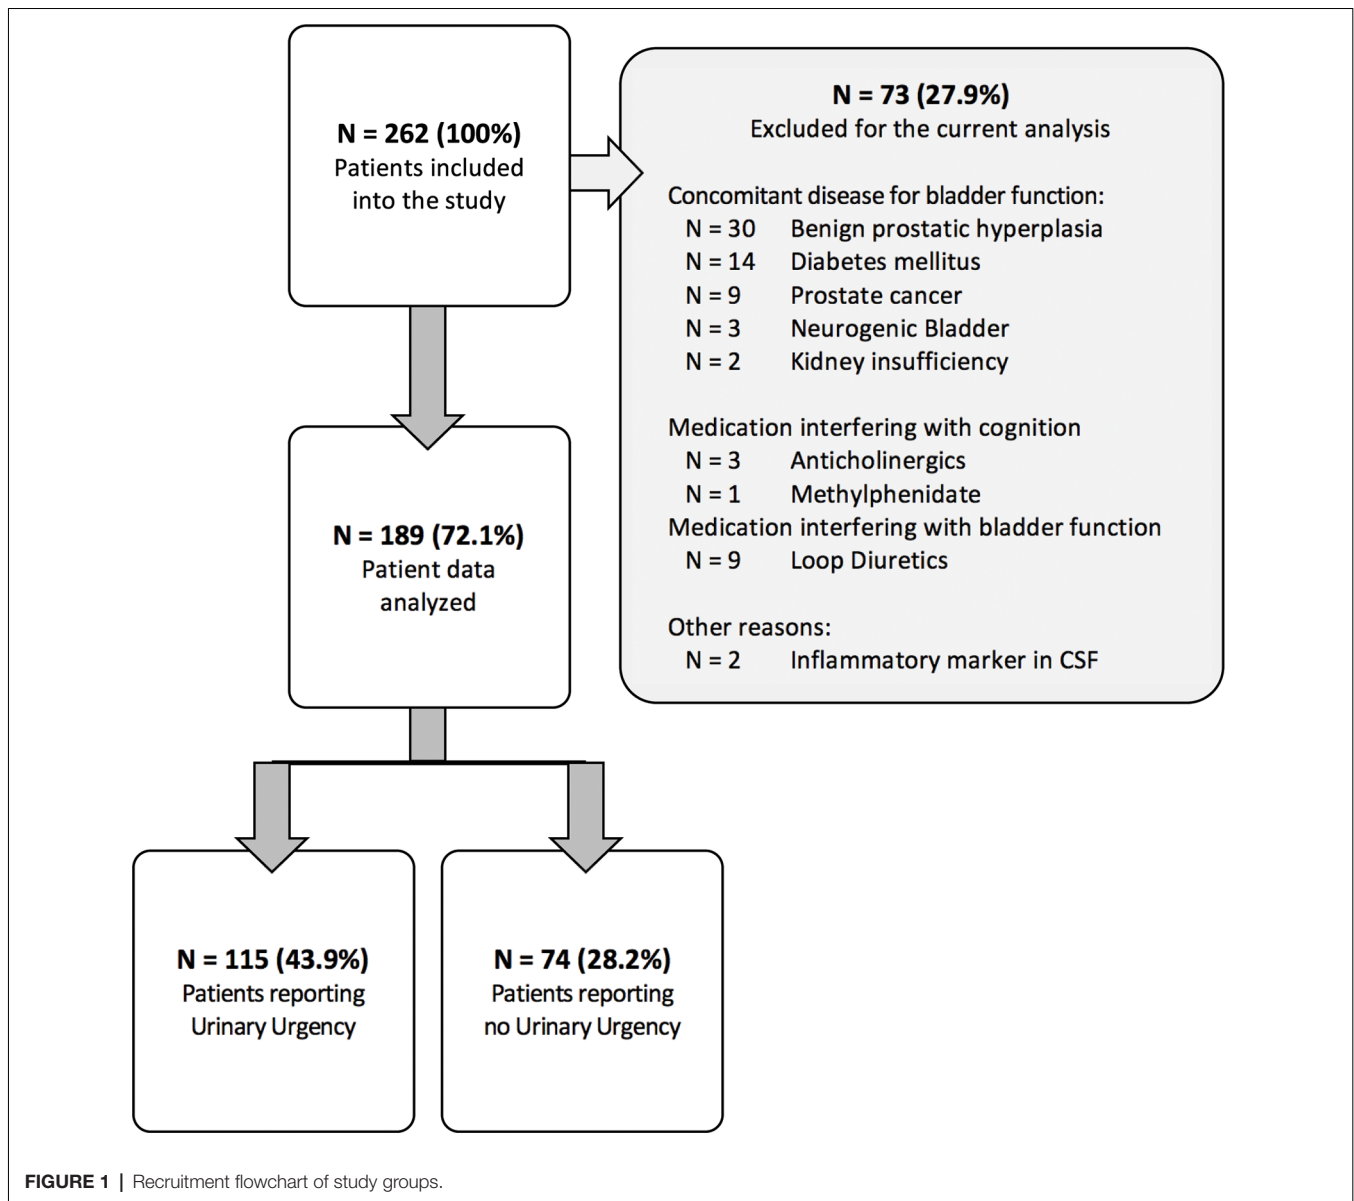 N = 262 (100%)
Patients included
into the study
N = 73 (27.9%)
Excluded for the current analysis
Concomitant disease for bladder function:
N = 30 Benign prostatic hyperplasia
N = 14 Diabetes mellitus
N = 9 Prostate cancer
N = 3 Neurogenic Bladder
N = 2 Kidney insufficiency
Medication interfering with cognition
N = 3 Anticholinergics
N = 1 Methylphenidate
Medication interfering with bladder function
N = 9 Loop Diuretics
Other reasons:
N = 2 Inflammatory marker in CSF
N = 189 (72.1%)
Patient data
analyzed
N = 115 (43.9%)
Patients reporting
Urinary Urgency
N = 74 (28.2%)
Patients reporting
no Urinary Urgency
FIGURE 1 | Recruitment flowchart of study groups.